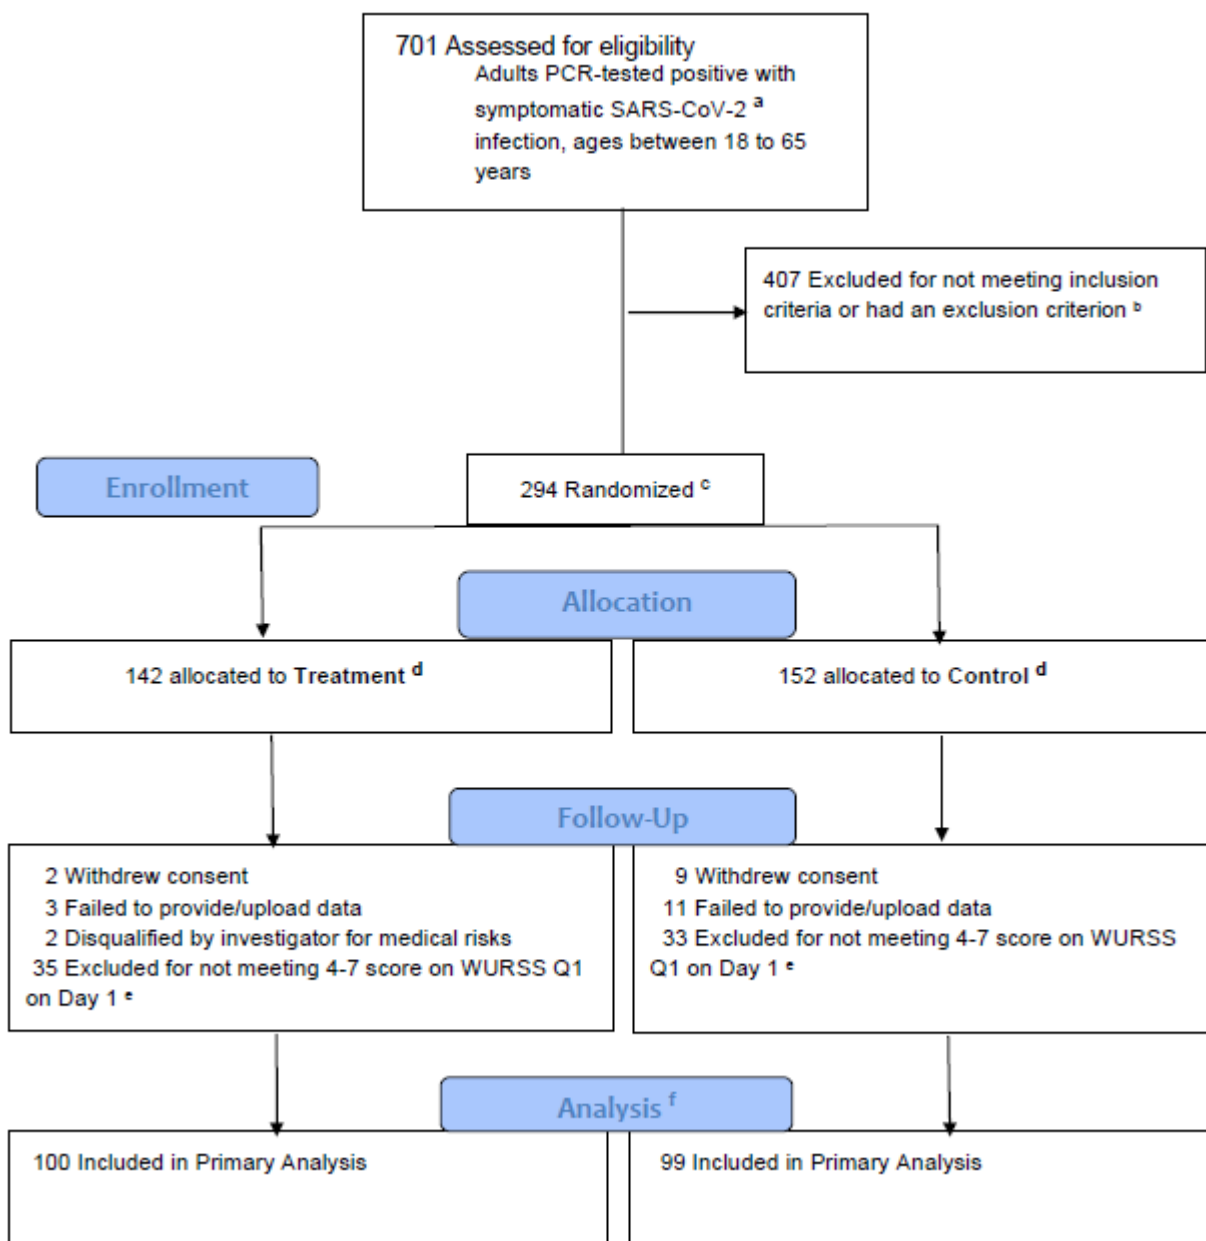 701 Assessed for eligibility
Adults PCR-tested positive with
symptomatic SARS-CoV-2 a
infection, ages between 18 to 65
years
407 Excluded for not meeting inclusion
criteria or had an exclusion criterion b
Enrollment
294 Randomized c
Allocation
142 allocated to Treatment d
152 allocated to Control d
Follow-Up
2 Withdrew consent
3 Failed to provide/upload data
2 Disqualified by investigator for medical risks
35 Excluded for not meeting 4-7 score on WURSS Q1
on Day 1 e
9 Withdrew consent
11 Failed to provide/upload data
33 Excluded for not meeting 4-7 score on WURSS
Q1 on Day 1 e
Analysis f
100 Included in Primary Analysis
99 Included in Primary Analysis